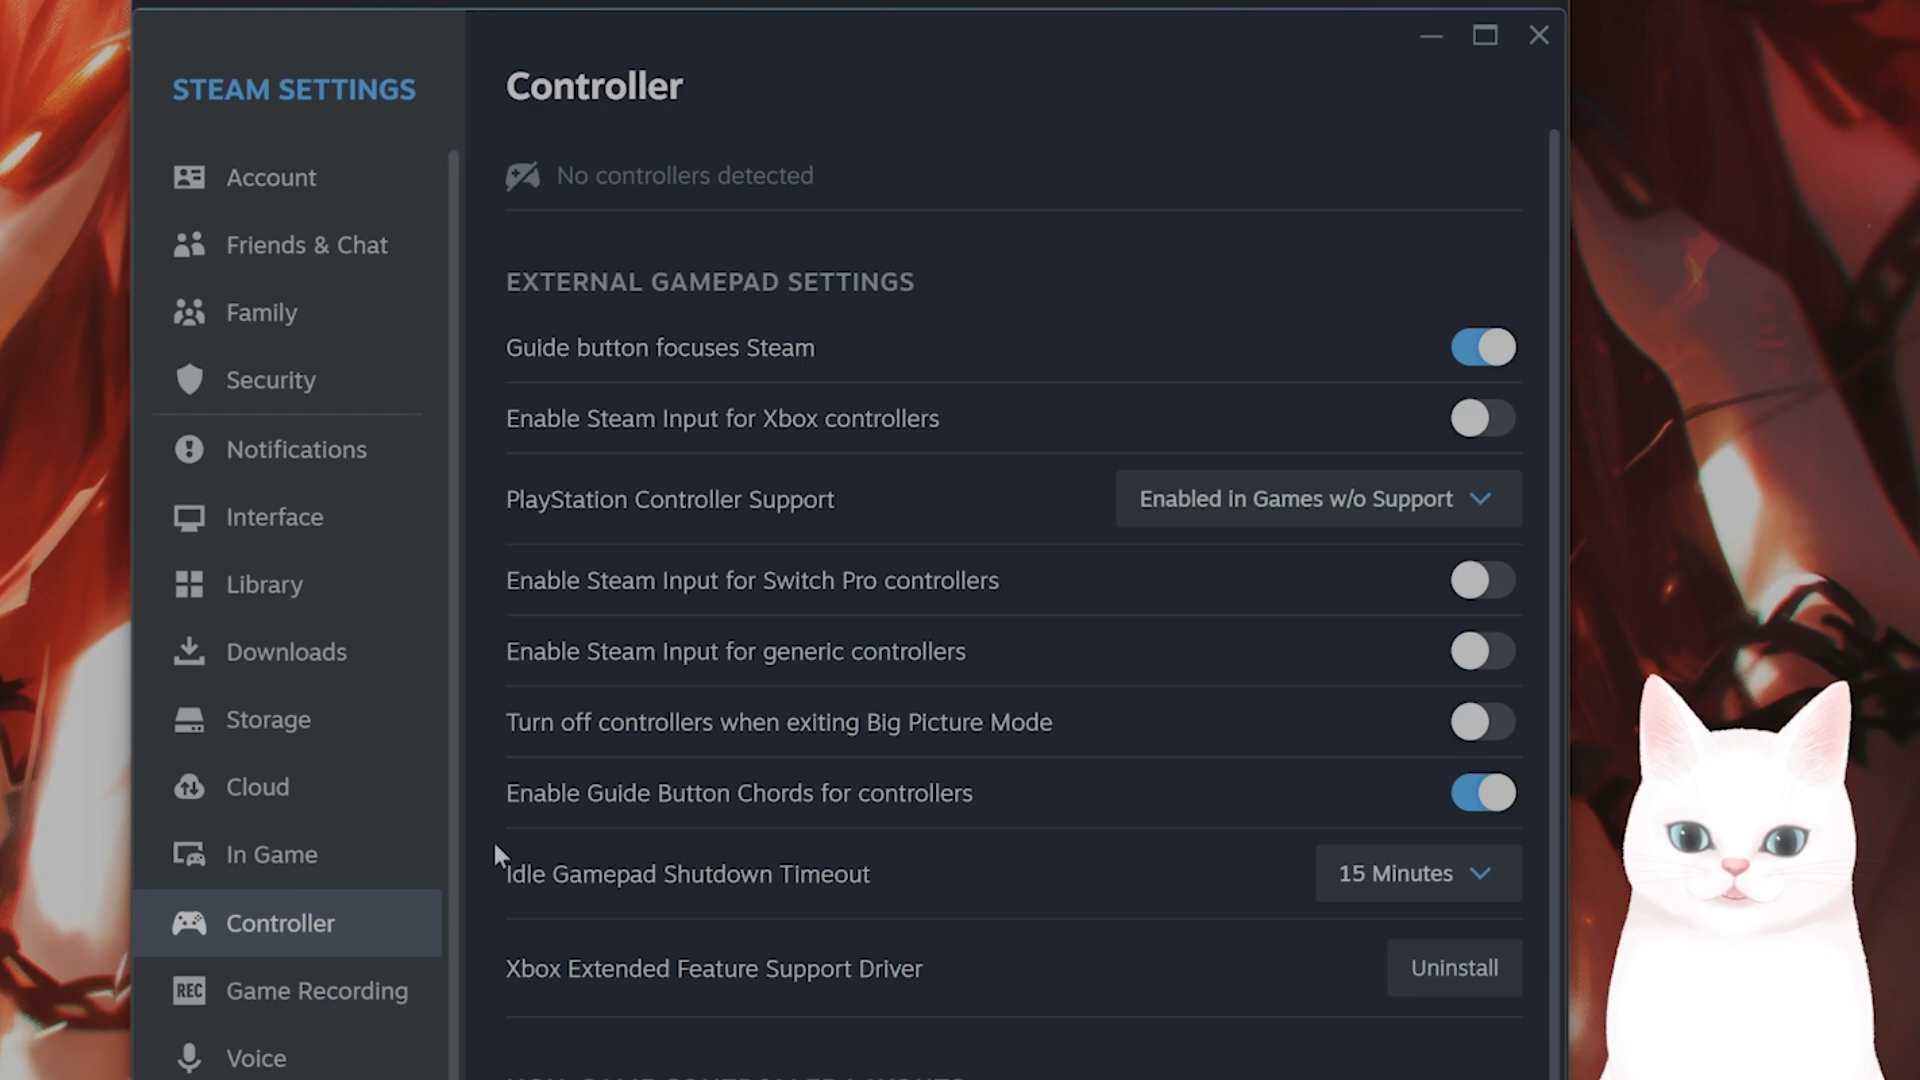 STEAM SETTINGS
Account
Friends & Chat
Family
Security
Notifications
Interface
Library
Downloads
Storage
Cloud
In Game
Controller
REC
Game Recording
Voice
Controller
No controllers detected
EXTERNAL GAMEPAD SETTINGS
Guide button focuses Steam
Enable Steam Input for Xbox controllers
PlayStation Controller Support
Enabled in Games w/o Support
Enable Steam Input for Switch Pro controllers
Enable Steam Input for generic controllers
Turn off controllers when exiting Big Picture Mode
Enable Guide Button Chords for controllers
Idle Gamepad Shutdown Timeout
15 Minutes
Xbox Extended Feature Support Driver
Uninstall